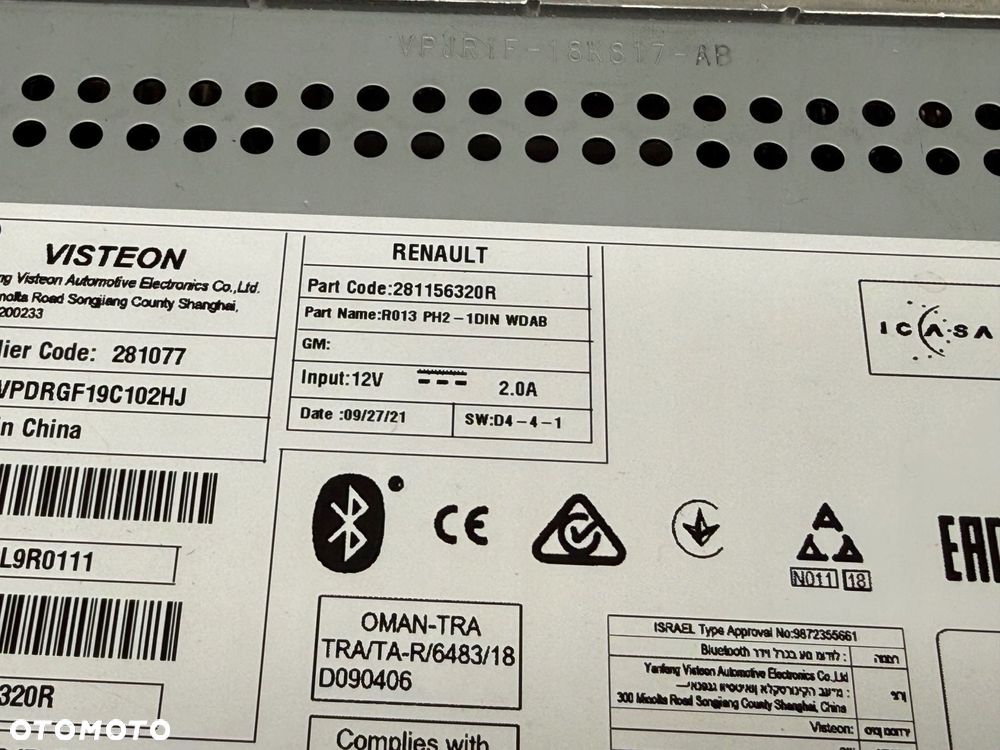 VPJR1F-18K817-AB
VISTEON
ng Visteon Automotive Electronics Co.,Ltd.
nolta Road Songjiang County Shanghai,
200233
lier Code: 281077
VPDRGF19C102HJ
n China
L9R0111
320R
RENAULT
Part Code:281156320R
Part Name:R013 PH2-1DIN WDAB
GM:
Input:12V 2.0A
Date :09/27/21 SW:D4-4-1
ICASA
CE
N011 18
EAC
OMAN-TRA
TRA/TA-R/6483/18
D090406
Complies with
ISRAEL Type Approval No:9872355661
Bluetooth
Yanfeng Visteon Automotive Electronics Co.,Ltd
300 Minolta Road Songjiang County Shanghai, China
Visteon:
OTOMOTO